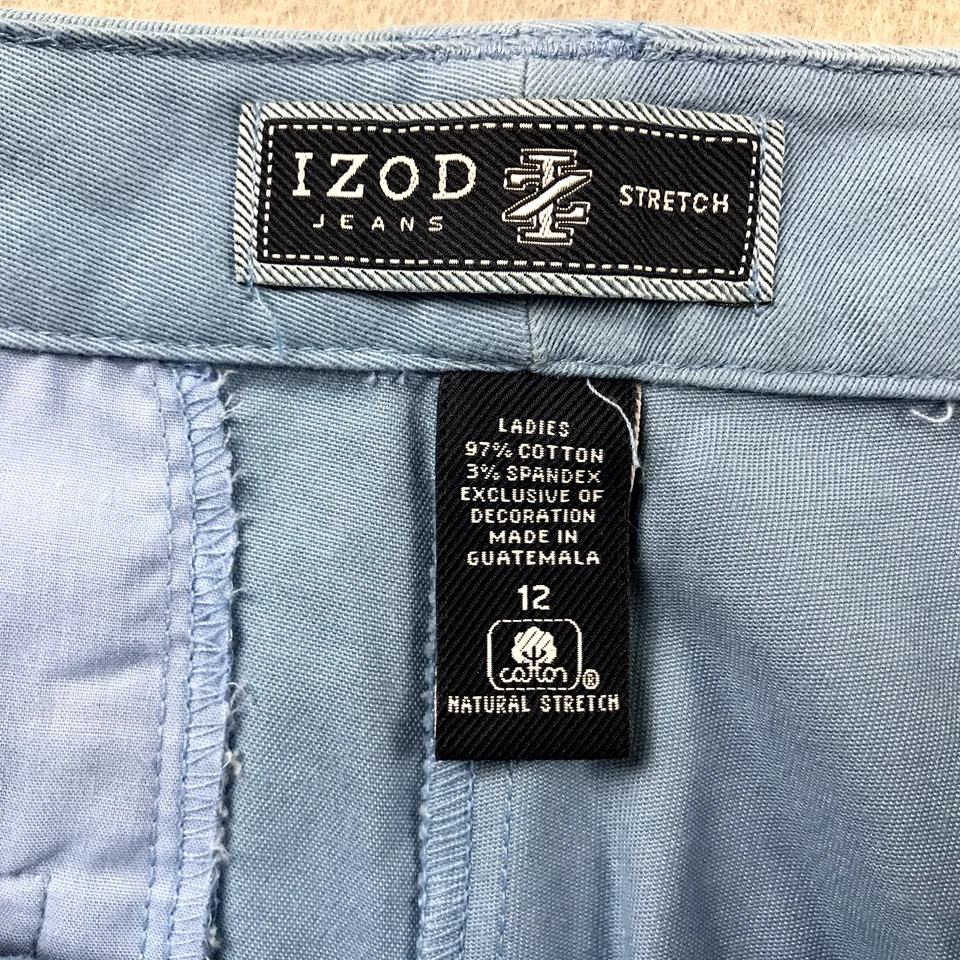 IZOD
JEANS
STRETCH
LADIES
97% COTTON
3% SPANDEX
EXCLUSIVE OF
DECORATION
MADE IN
GUATEMALA
12
cotton®
NATURAL STRETCH